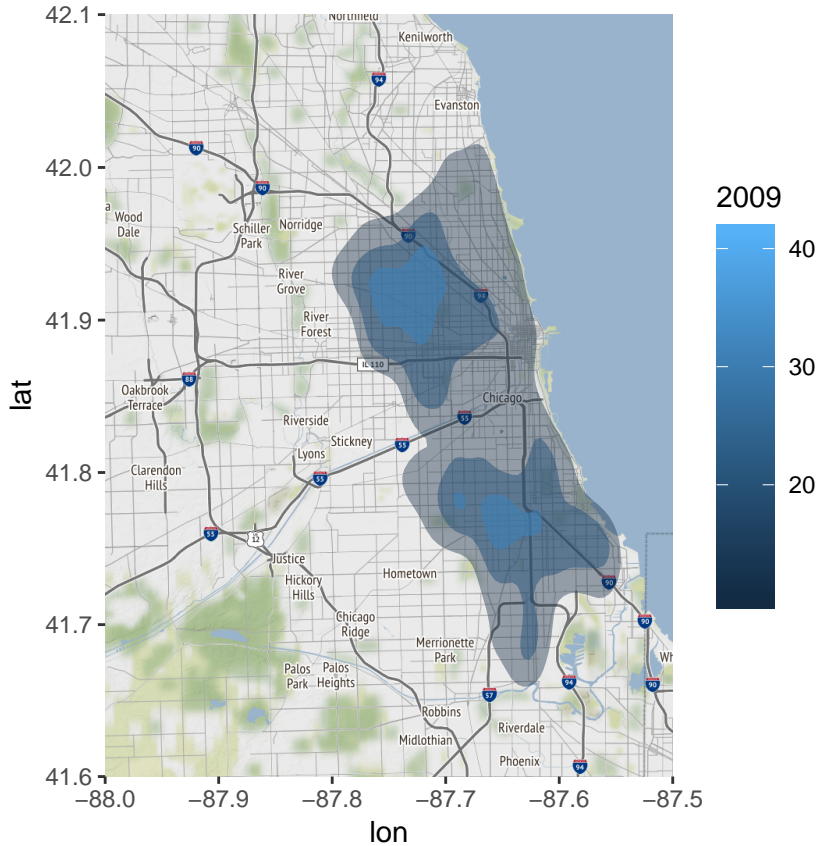 42.1
42.0
41.9
41.8
41.7
41.6
lat
−88.0
−87.9
−87.8
−87.7
−87.6
−87.5
lon
Northfield
Kenilworth
94
Evanston
90
90
a
Wood
Dale
Schiller
Park
Norridge
90
River
Grove
94
River
Forest
IL 110
88
Oakbrook
Terrace
Chicago
Riverside
55
Stickney
55
Lyons
Clarendon
Hills
55
55
US
12
Justice
Hometown
Hickory
Hills
90
Chicago
Ridge
90
Merrionette
Park
Wh
Palos
Park
Palos
Heights
94
90
57
Robbins
Riverdale
Midlothian
Phoenix
94
2009
40
30
20